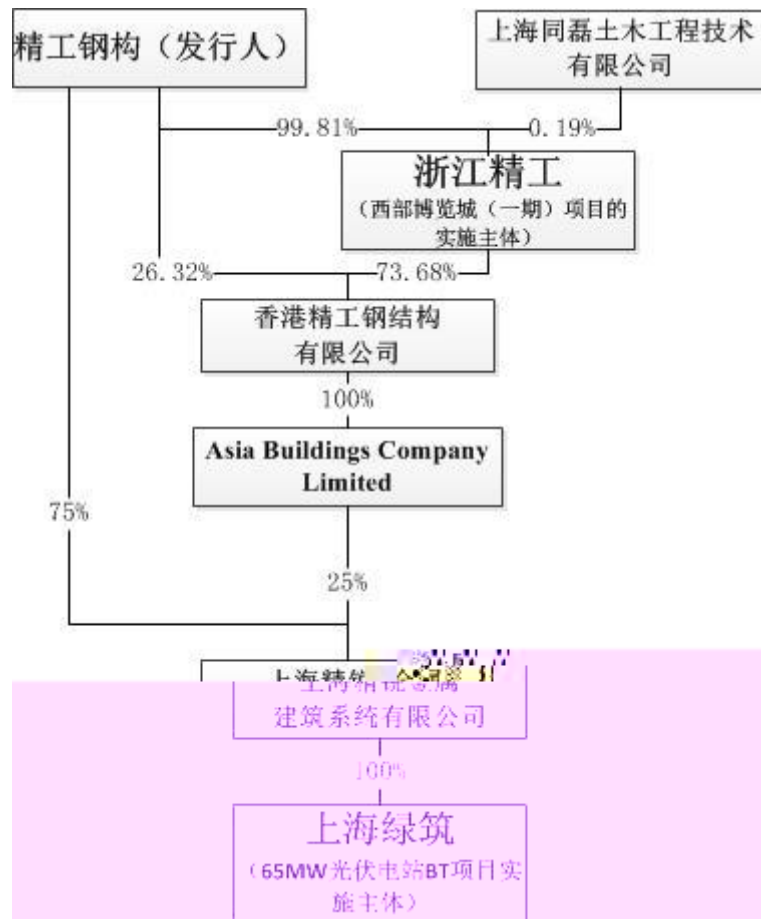 精工钢构（发行人）
上海同磊土木工程技术
有限公司
99.81%
0.19%
浙江精工
（西部博览城（一期）项目的
实施主体）
26.32%
73.68%
香港精工钢结构
有限公司
100%
Asia Buildings Company
Limited
75%
25%
上海精锐金属
建筑系统有限公司
100%
上海绿筑
（65MW光伏电站BT项目实
施主体）